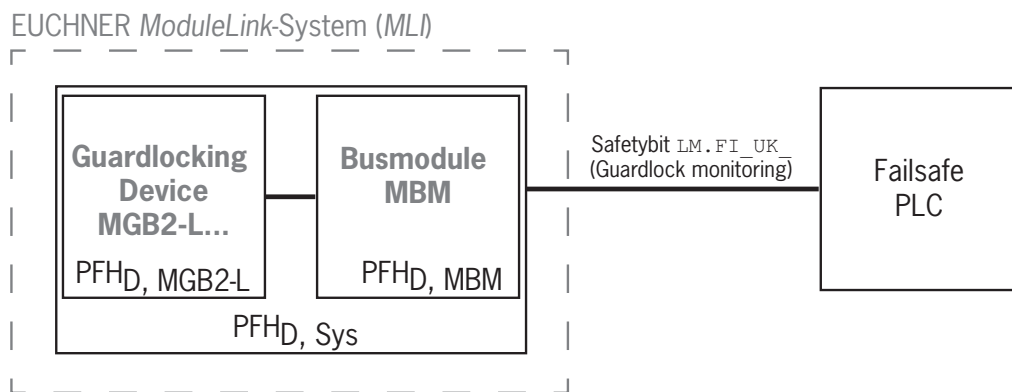 EUCHNER ModuleLink-System (MLI)
Guardlocking
Device
MGB2-L...
PFHD, MGB2-L
Busmodule
MBM
PFHD, MBM
PFHD, Sys
Safetybit LM.FI_UK_
(Guardlock monitoring)
Failsafe
PLC